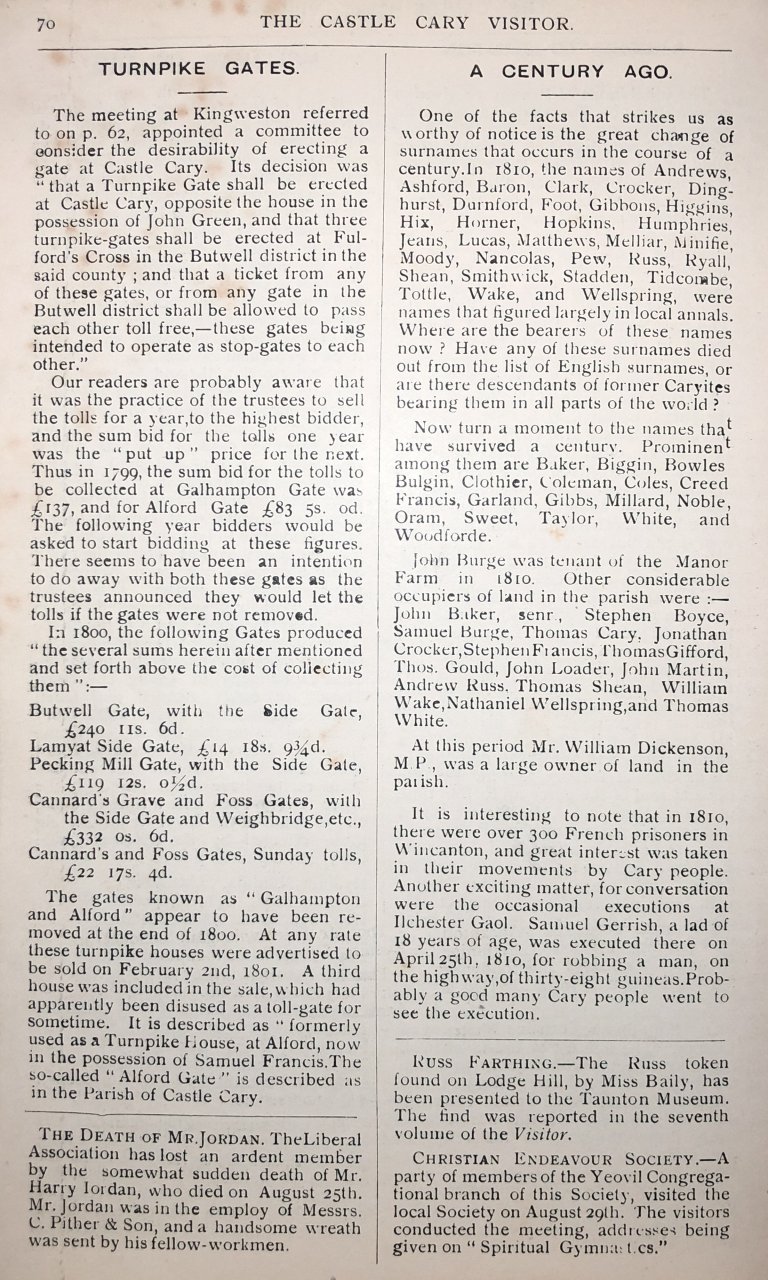 70
THE CASTLE CARY VISITOR.
TURNPIKE GATES.
The meeting at Kingweston referred
to on p. 62, appointed a committee to
consider the desirability of erecting a
gate at Castle Cary. Its decision was
“ that a Turnpike Gate shall be erected
at Castle Cary, opposite the house in the
possession of John Green, and that three
turnpike-gates shall be erected at Ful-
ford's Cross in the Butwell district in the
said county ; and that a ticket from any
of these gates, or from any gate in the
Butwell district shall be allowed to pass
each other toll free,—these gates being
intended to operate as stop-gates to each
other.”
Our readers are probably aware that
it was the practice of the trustees to sell
the tolls for a year,to the highest bidder,
and the sum bid for the tolls one year
was the “ put up ” price for the next.
Thus in 1799, the sum bid for the tolls to
be collected at Galhampton Gate was
£137, and for Alford Gate £83 5s. od.
The following year bidders would be
asked to start bidding at these figures.
There seems to have been an intention
to do away with both these gates as the
trustees announced they would let the
tolls if the gates were not removed.
In 1800, the following Gates produced
“ the several sums herein after mentioned
and set forth above the cost of collecting
them ”:—
Butwell Gate, with the Side Gate,
£240 11s. 6d.
Lamyat Side Gate, £14 18s. 9¾d.
Pecking Mill Gate, with the Side Gate,
£119 12s. 0½d.
Cannard's Grave and Foss Gates, with
the Side Gate and Weighbridge,etc.,
£332 0s. 6d.
Cannard's and Foss Gates, Sunday tolls,
£22 17s. 4d.
The gates known as “ Galhampton
and Alford ” appear to have been re-
moved at the end of 1800. At any rate
these turnpike houses were advertised to
be sold on February 2nd, 1801. A third
house was included in the sale,which had
apparently been disused as a toll-gate for
sometime. It is described as “ formerly
used as a Turnpike House, at Alford, now
in the possession of Samuel Francis.The
so-called “ Alford Gate ” is described as
in the Parish of Castle Cary.
THE DEATH OF MR.JORDAN. TheLiberal
Association has lost an ardent member
by the somewhat sudden death of Mr.
Harry Jordan, who died on August 25th.
Mr. Jordan was in the employ of Messrs.
C. Pither & Son, and a handsome wreath
was sent by his fellow-workmen.
A CENTURY AGO.
One of the facts that strikes us as
worthy of notice is the great change of
surnames that occurs in the course of a
century.In 1810, the names of Andrews,
Ashford, Baron, Clark, Crocker, Ding-
hurst, Durnford, Foot, Gibbons, Higgins,
Hix, Horner, Hopkins, Humphries,
Jeans, Lucas, Matthews, Melliar, Minifie,
Moody, Nancolas, Pew, Russ, Ryall,
Shean, Smithwick, Stadden, Tidcombe,
Tottle, Wake, and Wellspring, were
names that figured largely in local annals.
Where are the bearers of these names
now ? Have any of these surnames died
out from the list of English surnames, or
are there descendants of former Caryites
bearing them in all parts of the world ?
Now turn a moment to the names that
have survived a century. Prominent
among them are Baker, Biggin, Bowles
Bulgin, Clothier, Coleman, Coles, Creed
Francis, Garland, Gibbs, Millard, Noble,
Oram, Sweet, Taylor, White, and
Woodforde.
John Burge was tenant of the Manor
Farm in 1810. Other considerable
occupiers of land in the parish were :—
John Baker, senr., Stephen Boyce,
Samuel Burge, Thomas Cary, Jonathan
Crocker,StephenFrancis,ThomasGifford,
Thos. Gould, John Loader, John Martin,
Andrew Russ. Thomas Shean, William
Wake,Nathaniel Wellspring,and Thomas
White.
At this period Mr. William Dickenson,
M.P., was a large owner of land in the
parish.
It is interesting to note that in 1810,
there were over 300 French prisoners in
Wincanton, and great interest was taken
in their movements by Cary people.
Another exciting matter, for conversation
were the occasional executions at
Ilchester Gaol. Samuel Gerrish, a lad of
18 years of age, was executed there on
April 25th, 1810, for robbing a man, on
the highway,of thirty-eight guineas.Prob-
ably a good many Cary people went to
see the execution.
RUSS FARTHING.—The Russ token
found on Lodge Hill, by Miss Baily, has
been presented to the Taunton Museum.
The find was reported in the seventh
volume of the Visitor.
CHRISTIAN ENDEAVOUR SOCIETY.—A
party of members of the Yeovil Congrega-
tional branch of this Society, visited the
local Society on August 29th. The visitors
conducted the meeting, addresses being
given on “ Spiritual Gymnastics.”